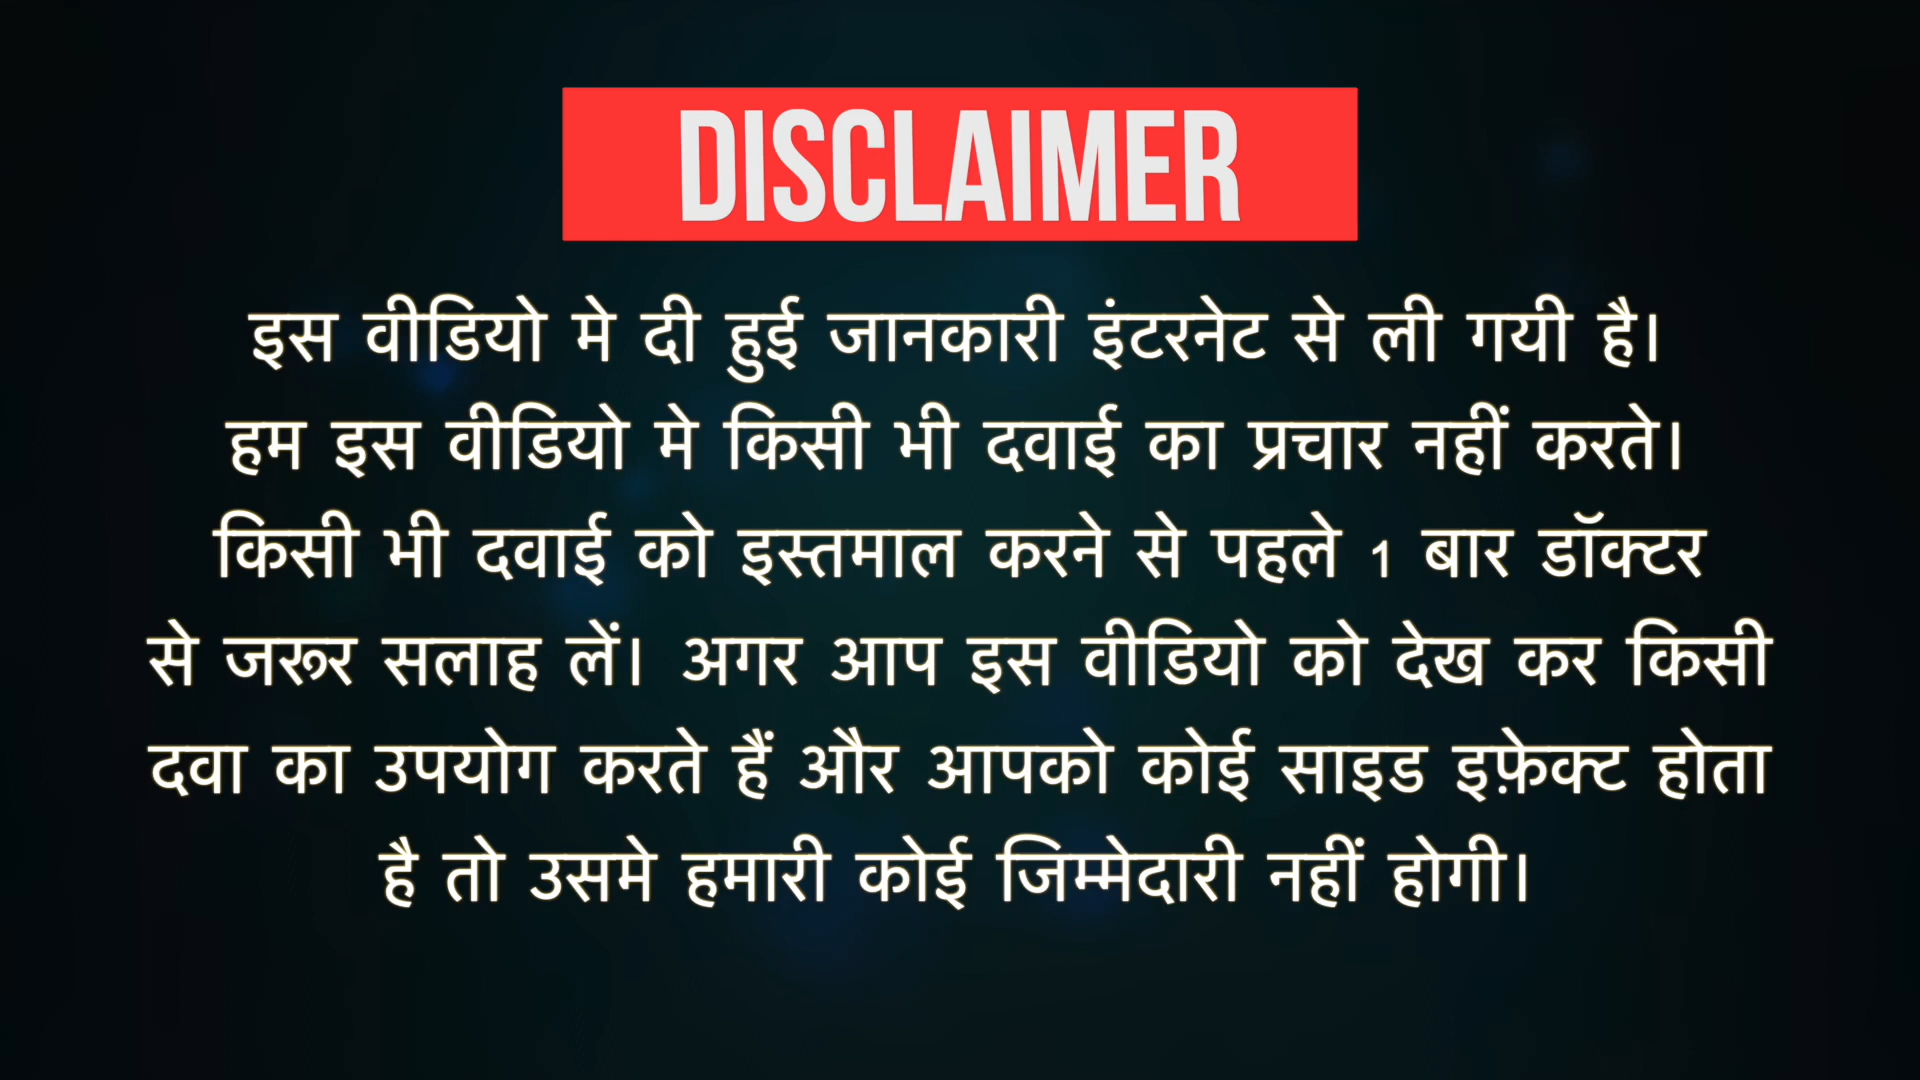 DISCLAIMER
इस वीडियो मे दी हुई जानकारी इंटरनेट से ली गयी है।
हम इस वीडियो मे किसी भी दवाई का प्रचार नहीं करते।
किसी भी दवाई को इस्तमाल करने से पहले 1 बार डॉक्टर
से जरूर सलाह लें। अगर आप इस वीडियो को देख कर किसी
दवा का उपयोग करते हैं और आपको कोई साइड इफ़ेक्ट होता
है तो उसमे हमारी कोई जिम्मेदारी नहीं होगी।